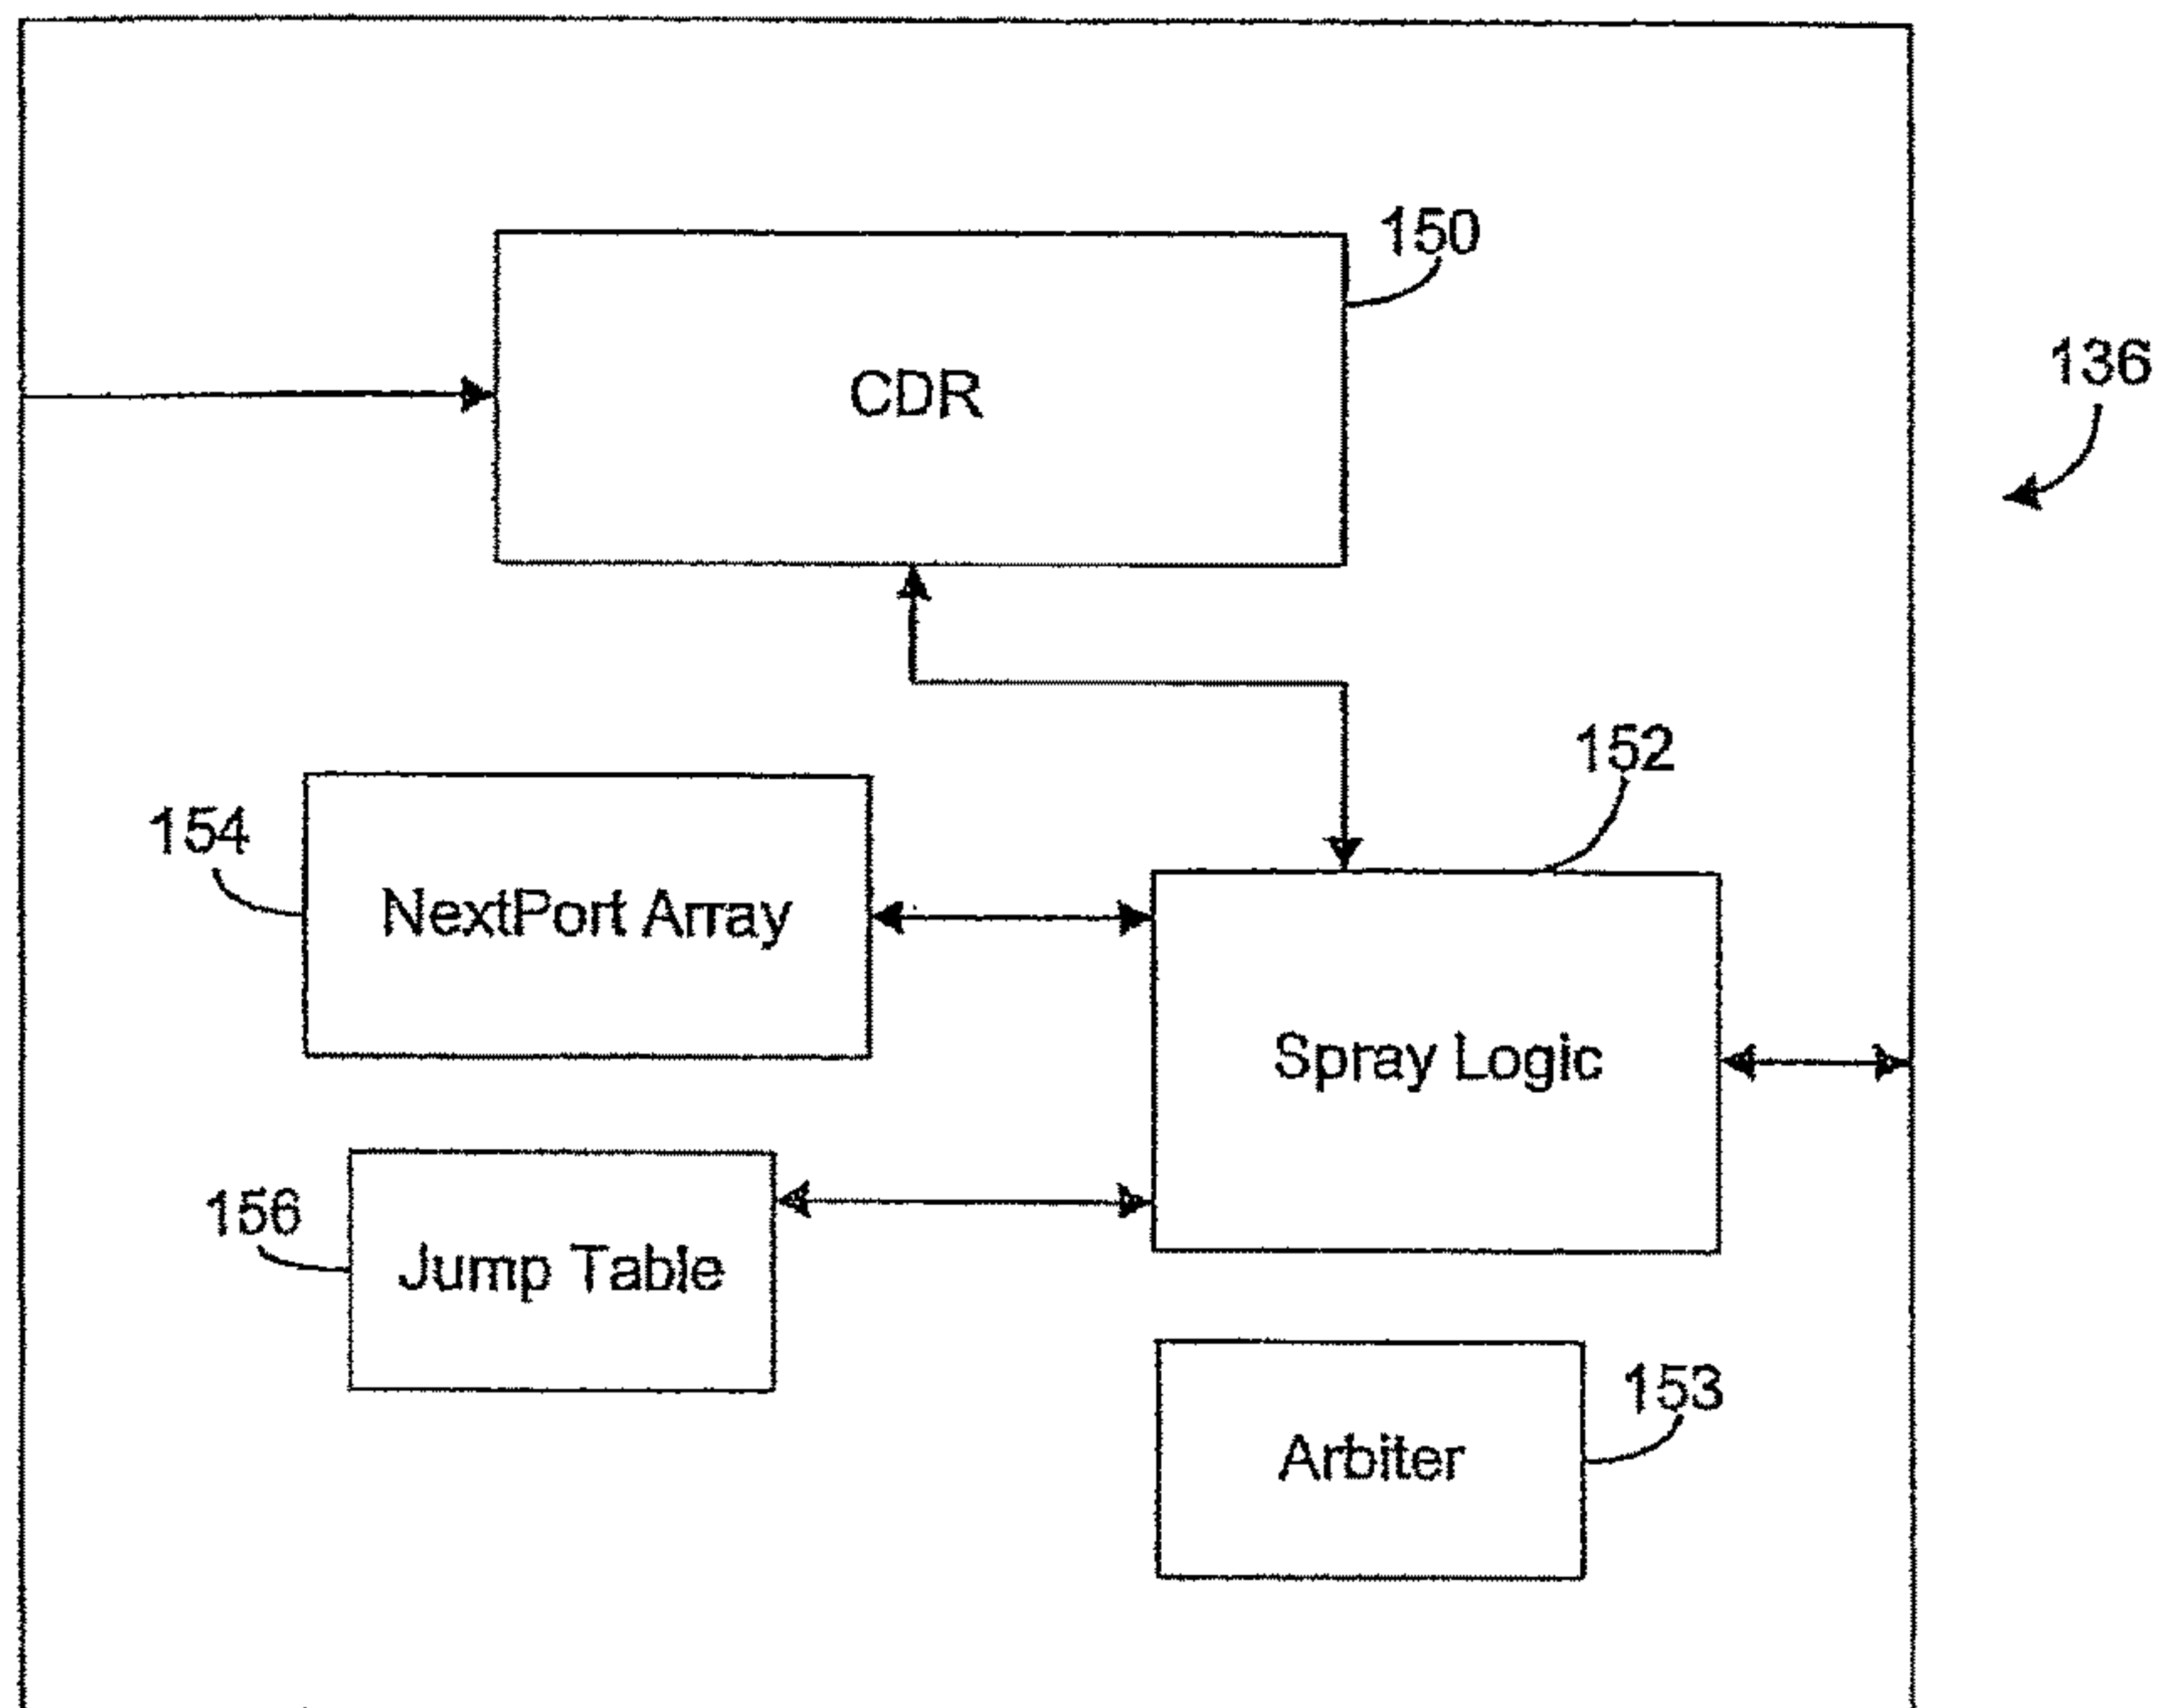 150
136
CDR
152
154
NextPort Array
Spray Logic
156
Jump Table
153
Arbiter